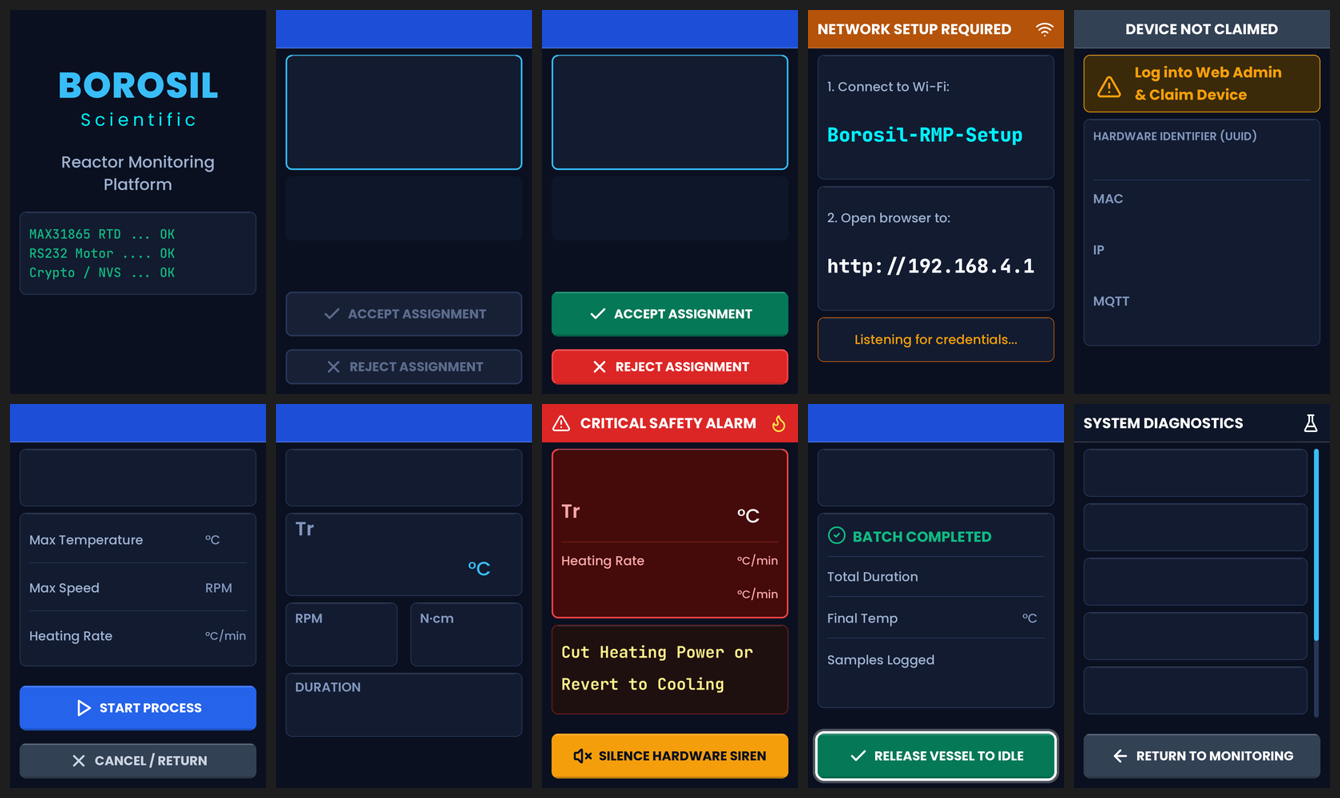 BOROSIL
Scientific
Reactor Monitoring
Platform
MAX31865 RTD ... OK
RS232 Motor .... OK
Crypto / NVS ... OK
ACCEPT ASSIGNMENT
REJECT ASSIGNMENT
ACCEPT ASSIGNMENT
REJECT ASSIGNMENT
NETWORK SETUP REQUIRED
1. Connect to Wi-Fi:
Borosil-RMP-Setup
2. Open browser to:
http://192.168.4.1
Listening for credentials...
DEVICE NOT CLAIMED
Log into Web Admin
& Claim Device
HARDWARE IDENTIFIER (UUID)
MAC
IP
MQTT
Max Temperature °C
Max Speed RPM
Heating Rate °C/min
START PROCESS
CANCEL / RETURN
Tr
°C
RPM
N·cm
DURATION
CRITICAL SAFETY ALARM
Tr °C
Heating Rate °C/min
°C/min
Cut Heating Power or
Revert to Cooling
SILENCE HARDWARE SIREN
BATCH COMPLETED
Total Duration
Final Temp °C
Samples Logged
RELEASE VESSEL TO IDLE
SYSTEM DIAGNOSTICS
RETURN TO MONITORING